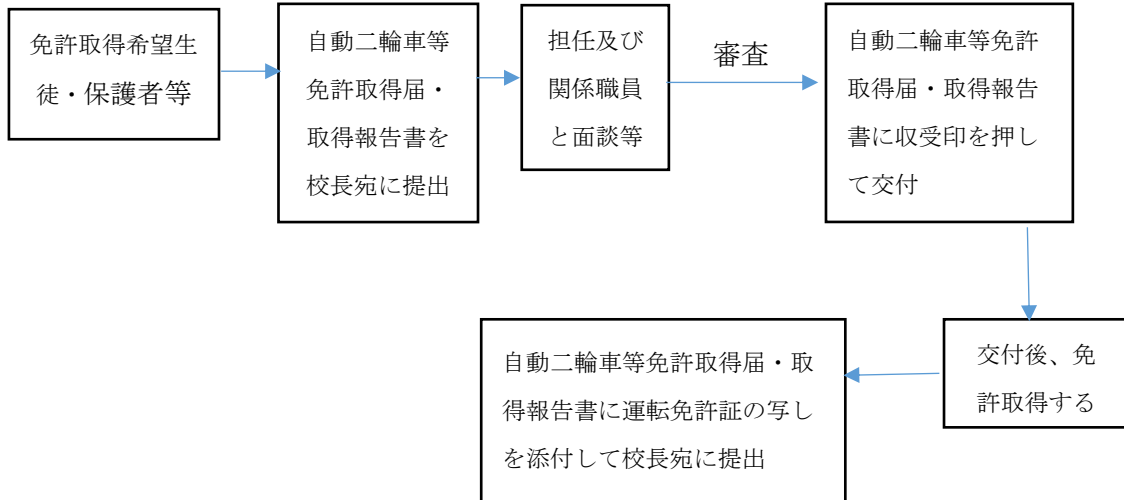 免許取得希望生
徒・保護者等
自動二輪車等
免許取得届・
取得報告書を
校長宛に提出
担任及び
関係職員
と面談等
審査
自動二輪車等免許
取得届・取得報告
書に収受印を押し
て交付
交付後、免
許取得する
自動二輪車等免許取得届・取
得報告書に運転免許証の写し
を添付して校長宛に提出